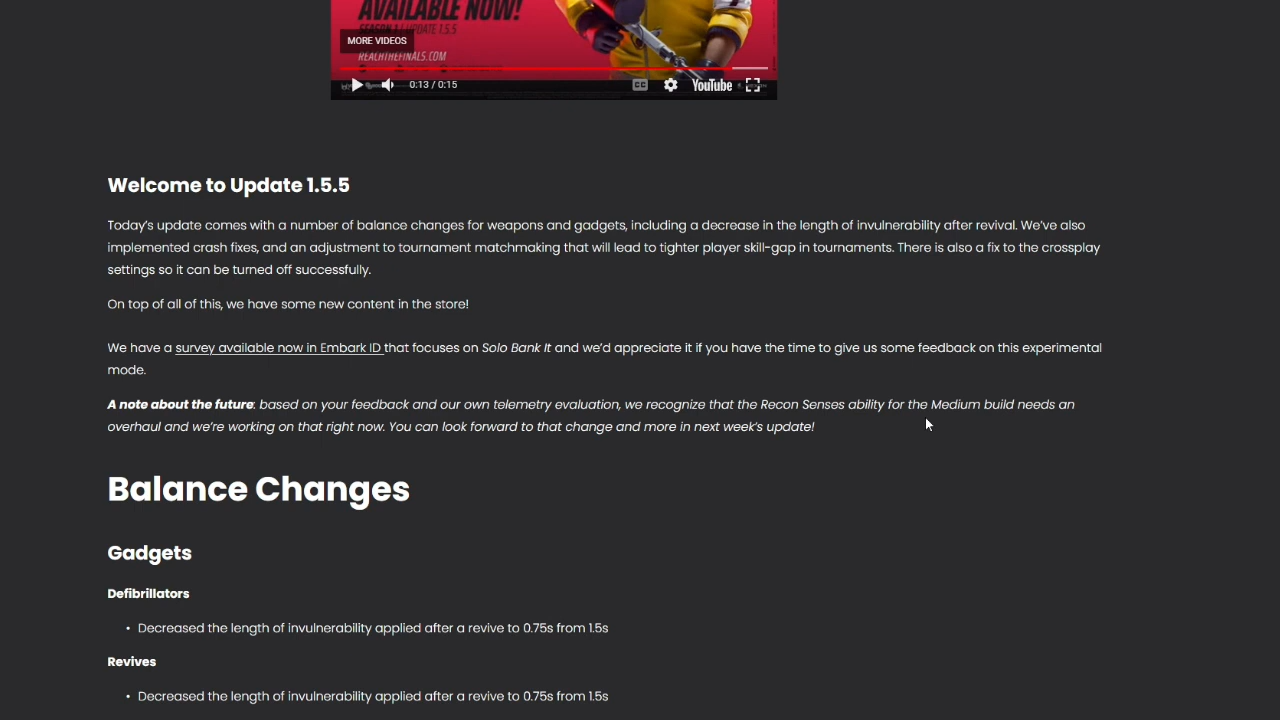 AVAILABLE NOW!
SEASON 1 | UPDATE 1.5.5
MORE VIDEOS
REACHTHEFINALS.COM
0:13 / 0:15
CC
YouTube
Welcome to Update 1.5.5
Today's update comes with a number of balance changes for weapons and gadgets, including a decrease in the length of invulnerability after revival. We've also
implemented crash fixes, and an adjustment to tournament matchmaking that will lead to tighter player skill-gap in tournaments. There is also a fix to the crossplay
settings so it can be turned off successfully.
On top of all of this, we have some new content in the store!
We have a survey available now in Embark ID that focuses on Solo Bank It and we'd appreciate it if you have the time to give us some feedback on this experimental
mode.
A note about the future: based on your feedback and our own telemetry evaluation, we recognize that the Recon Senses ability for the Medium build needs an
overhaul and we're working on that right now. You can look forward to that change and more in next week's update!
Balance Changes
Gadgets
Defibrillators
• Decreased the length of invulnerability applied after a revive to 0.75s from 1.5s
Revives
• Decreased the length of invulnerability applied after a revive to 0.75s from 1.5s